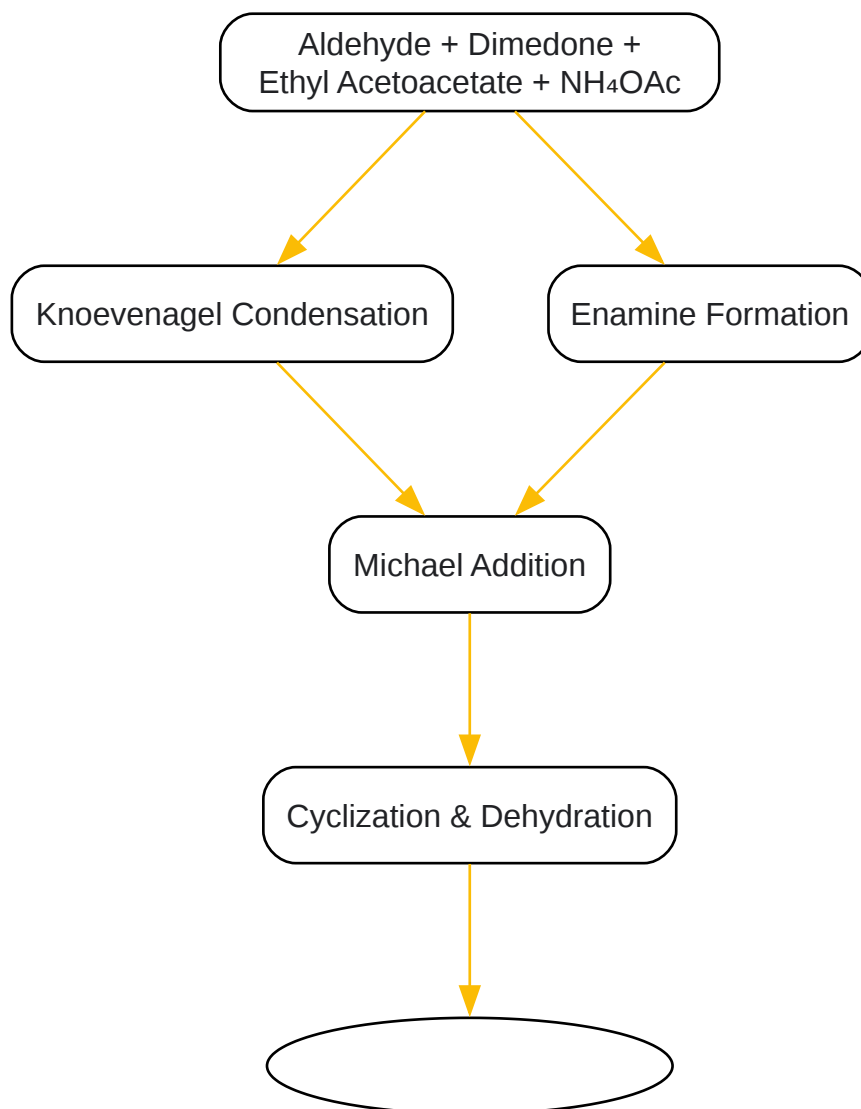 Aldehyde + Dimedone +
Ethyl Acetoacetate + NH₄OAc
Knoevenagel Condensation
Enamine Formation
Michael Addition
Cyclization & Dehydration